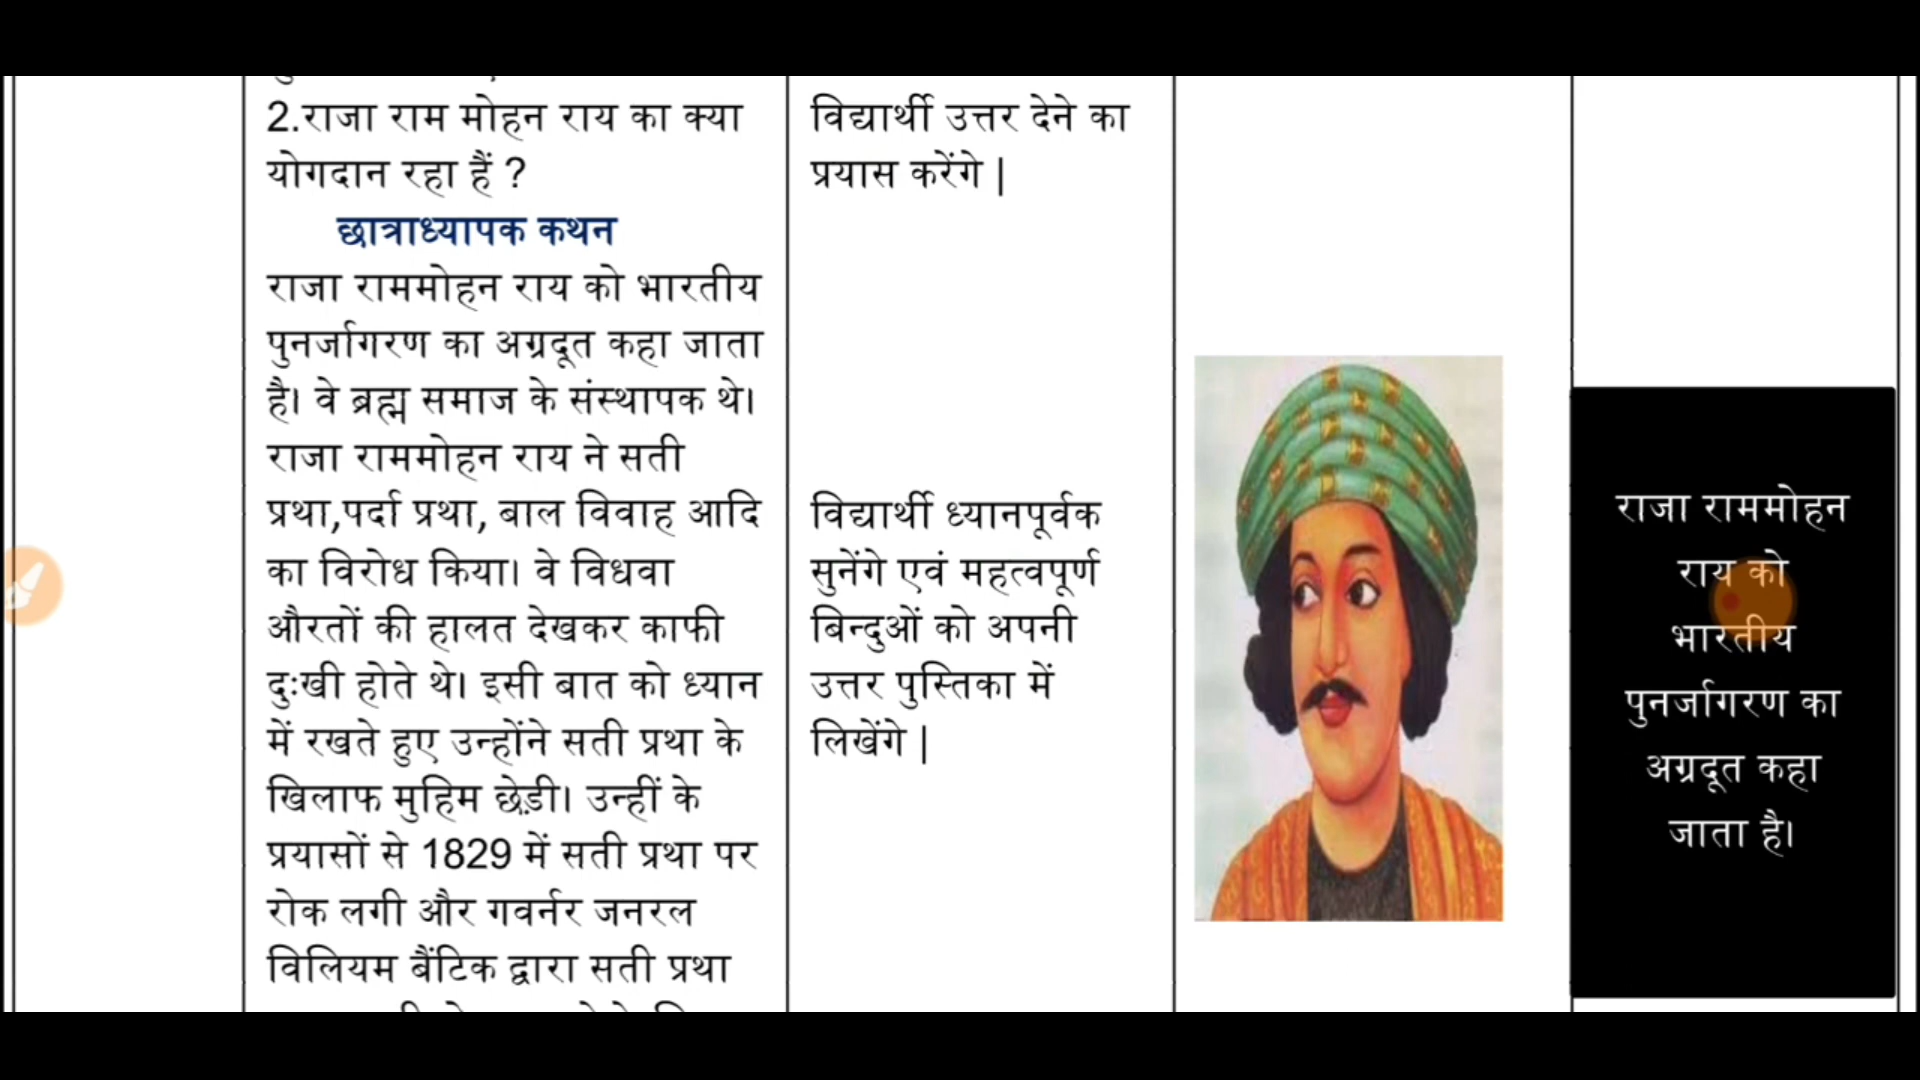 2.राजा राम मोहन राय का क्या
योगदान रहा हैं ?
छात्राध्यापक कथन
राजा राममोहन राय को भारतीय
पुनर्जागरण का अग्रदूत कहा जाता
है। वे ब्रह्म समाज के संस्थापक थे।
राजा राममोहन राय ने सती
प्रथा,पर्दा प्रथा, बाल विवाह आदि
का विरोध किया। वे विधवा
औरतों की हालत देखकर काफी
दुःखी होते थे। इसी बात को ध्यान
में रखते हुए उन्होंने सती प्रथा के
खिलाफ मुहिम छेड़ी। उन्हीं के
प्रयासों से 1829 में सती प्रथा पर
रोक लगी और गवर्नर जनरल
विलियम बैंटिक द्वारा सती प्रथा
विद्यार्थी उत्तर देने का
प्रयास करेंगे |
विद्यार्थी ध्यानपूर्वक
सुनेंगे एवं महत्वपूर्ण
बिन्दुओं को अपनी
उत्तर पुस्तिका में
लिखेंगे |
राजा राममोहन
राय को
भारतीय
पुनर्जागरण का
अग्रदूत कहा
जाता है।